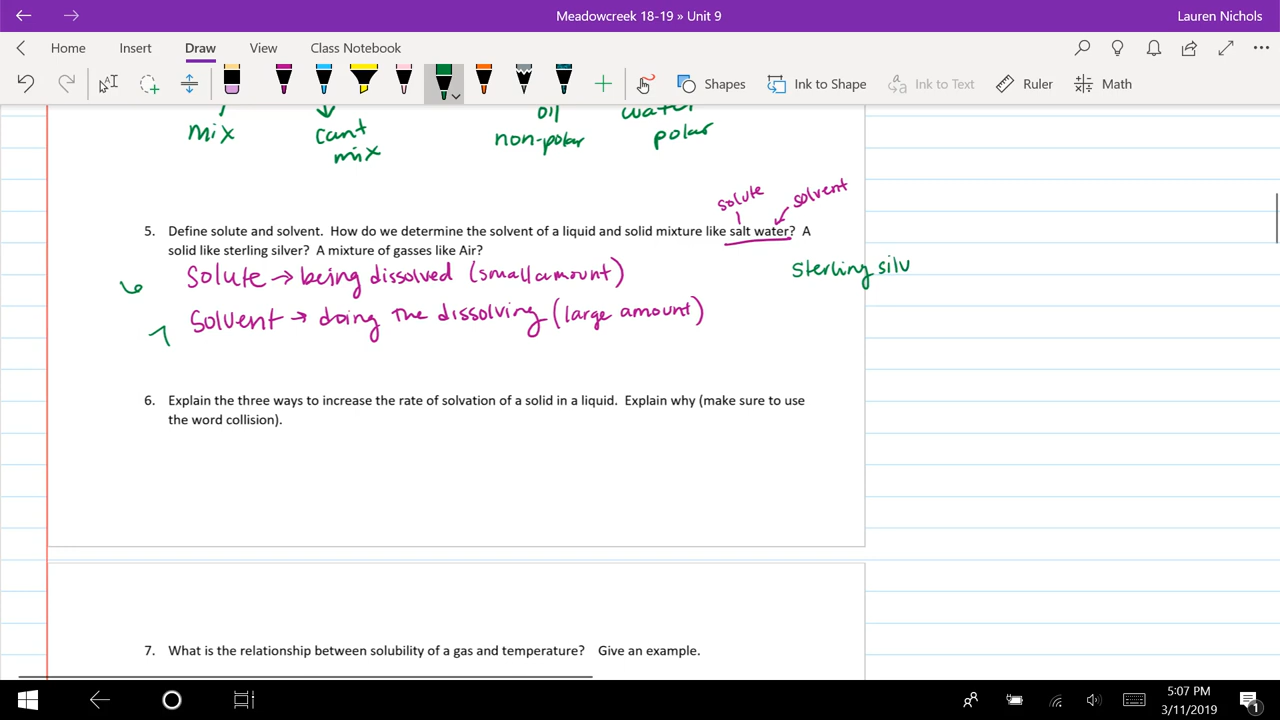 Meadowcreek 18-19 » Unit 9
Lauren Nichols
Home Insert Draw View Class Notebook
Shapes Ink to Shape Ink to Text Ruler Math
mix
can't
mix
oil
non-polar
water
polar
solute
solvent
5. Define solute and solvent. How do we determine the solvent of a liquid and solid mixture like salt water? A
solid like sterling silver? A mixture of gasses like Air?
Solute → being dissolved (small amount)
Sterling silv
Solvent → doing the dissolving (large amount)
6. Explain the three ways to increase the rate of solvation of a solid in a liquid. Explain why (make sure to use
the word collision).
7. What is the relationship between solubility of a gas and temperature? Give an example.
5:07 PM
3/11/2019
1